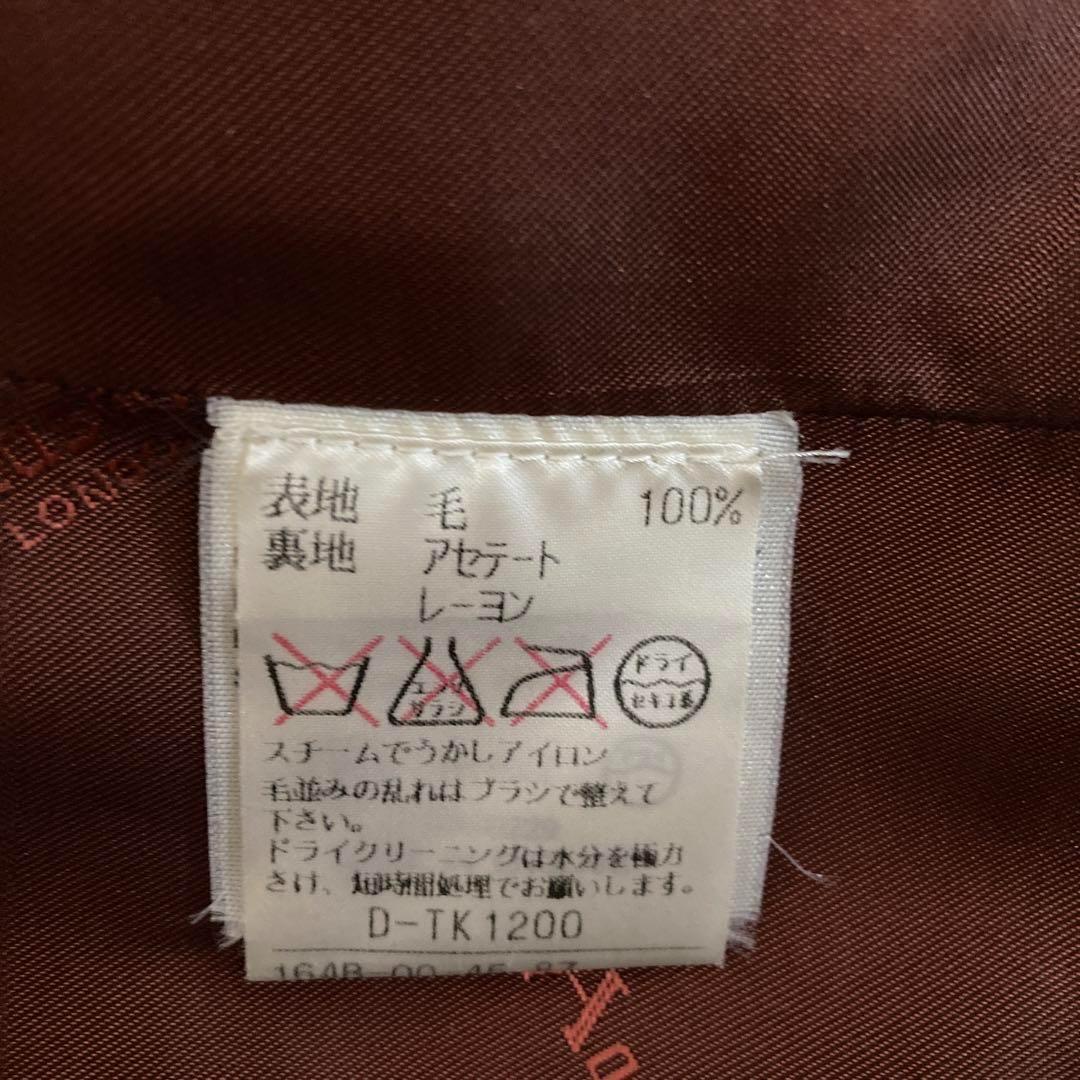 表地 毛 100%
裏地 アセテート
レーヨン
エンソ
サラシ
ドライ
セキユ系
スチームでうかしアイロン
毛並みの乱れはブラシで整えて
下さい。
ドライクリーニングは水分を極力
さけ、短時間処理でお願いします。
D-TK1200
LOND